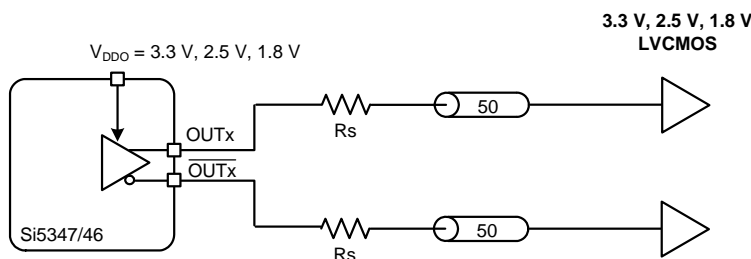 3.3 V, 2.5 V, 1.8 V
LVCMOS
VDDO = 3.3 V, 2.5 V, 1.8 V
OUTx
Rs
50
OUTx
Si5347/46
Rs
50